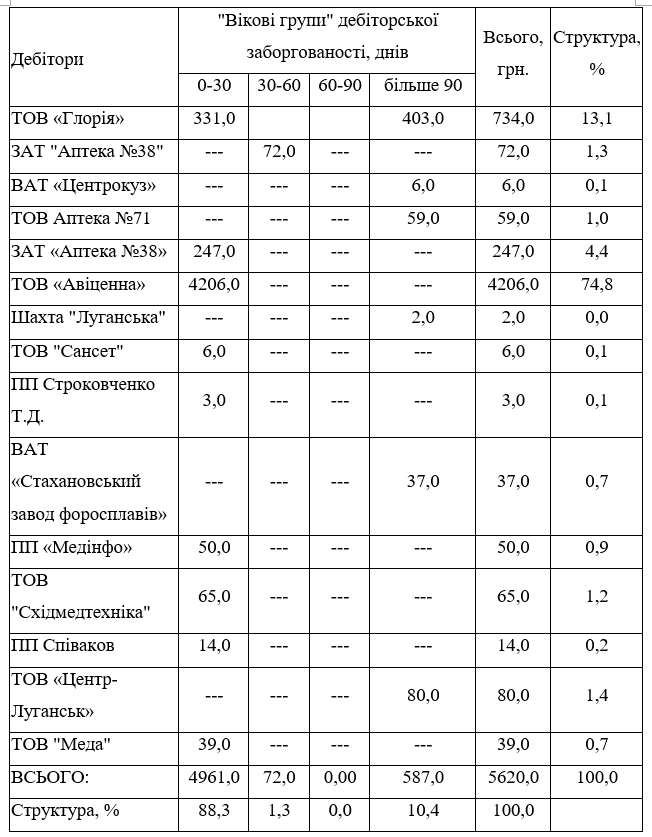 Дебітори
"Вікові групи" дебіторської
заборгованості, днів
Всього,
грн.
Структура,
%
0-30 30-60 60-90 більше 90
ТОВ «Глорія» 331,0 403,0 734,0 13,1
ЗАТ "Аптека №38" --- 72,0 --- --- 72,0 1,3
ВАТ «Центрокуз» --- --- --- 6,0 6,0 0,1
ТОВ Аптека №71 --- --- --- 59,0 59,0 1,0
ЗАТ «Аптека №38» 247,0 --- --- --- 247,0 4,4
ТОВ «Авіценна» 4206,0 --- --- --- 4206,0 74,8
Шахта "Луганська" --- --- --- 2,0 2,0 0,0
ТОВ "Сансет" 6,0 --- --- --- 6,0 0,1
ПП Строковченко
Т.Д.
3,0 --- --- --- 3,0 0,1
ВАТ
«Стахановський
завод форосплавів»
--- --- --- 37,0 37,0 0,7
ПП «Медінфо» 50,0 --- --- --- 50,0 0,9
ТОВ
"Східмедтехніка"
65,0 --- --- --- 65,0 1,2
ПП Співаков 14,0 --- --- --- 14,0 0,2
ТОВ «Центр-
Луганськ»
--- --- --- 80,0 80,0 1,4
ТОВ "Меда" 39,0 --- --- --- 39,0 0,7
ВСЬОГО: 4961,0 72,0 0,00 587,0 5620,0 100,0
Структура, % 88,3 1,3 0,0 10,4 100,0